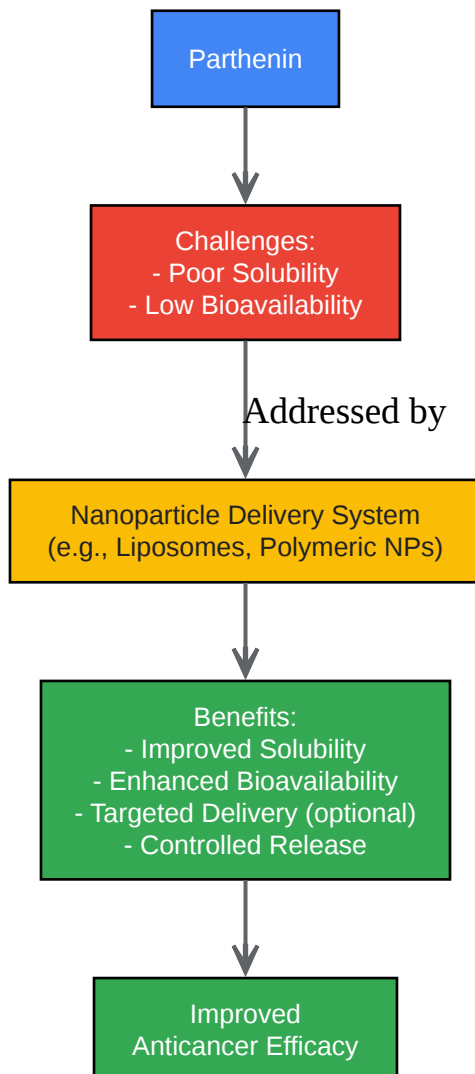 Parthenin
Challenges:
- Poor Solubility
- Low Bioavailability
Addressed by
Nanoparticle Delivery System
(e.g., Liposomes, Polymeric NPs)
Benefits:
- Improved Solubility
- Enhanced Bioavailability
- Targeted Delivery (optional)
- Controlled Release
Improved
Anticancer Efficacy